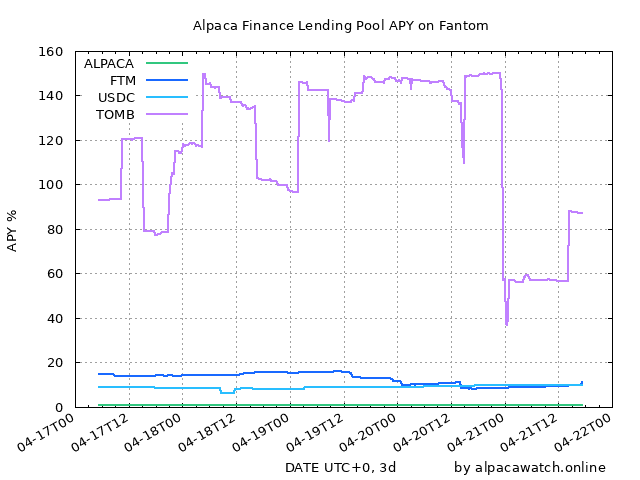 Alpaca Finance Lending Pool APY on Fantom
160
140
120
100
80
60
40
20
0
APY %
ALPACA
FTM
USDC
TOMB
04-17T00
04-17T12
04-18T00
04-18T12
04-19T00
04-19T12
04-20T00
04-20T12
04-21T00
04-21T12
04-22T00
DATE UTC+0, 3d
by alpacawatch.online